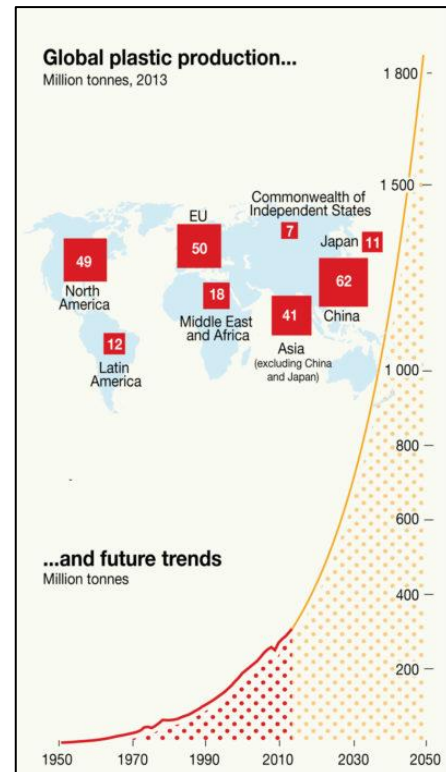 Global plastic production...
Million tonnes, 2013
1 800
1 500
Commonwealth of
Independent States
7
EU
50
Japan
11
49
North
America
18
Middle East
and Africa
62
China
41
Asia
(excluding China
and Japan)
12
Latin
America
1 000
800
600
...and future trends
Million tonnes
400
200
1950
1970
1990
2010
2030
2050